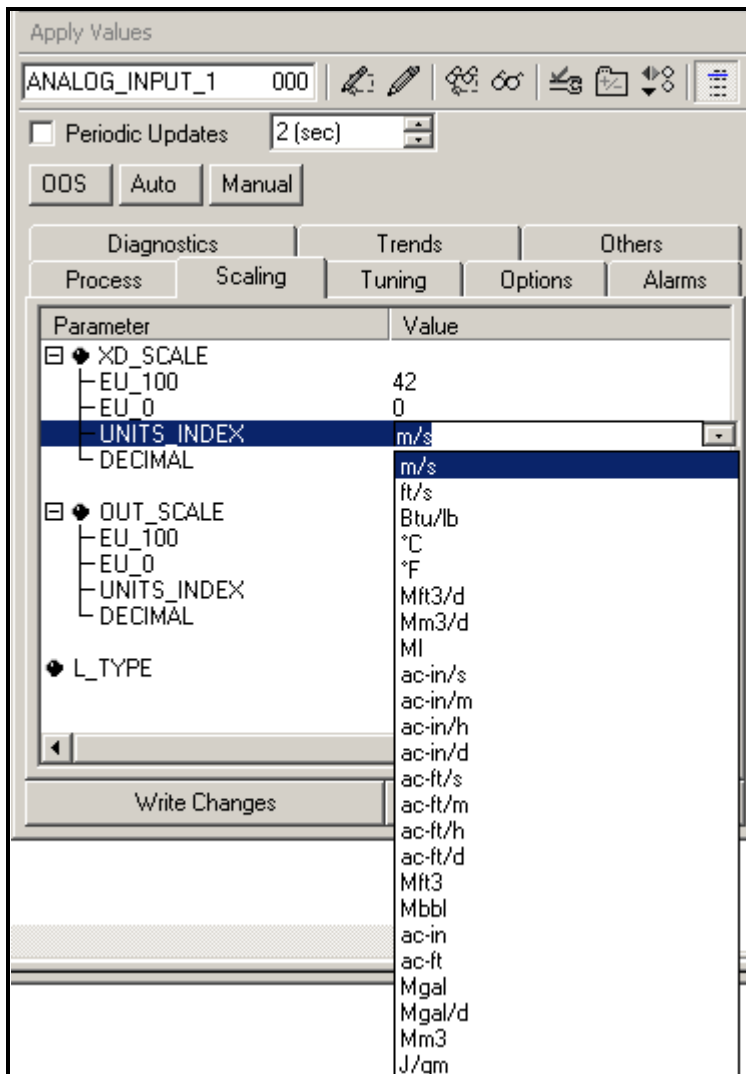 Apply Values
ANALOG_INPUT_1 000
Periodic Updates 2 (sec)
OOS Auto Manual
Diagnostics Trends Others
Process Scaling Tuning Options Alarms
Parameter Value
XD_SCALE
EU_100 42
EU_0 0
UNITS_INDEX m/s
DECIMAL m/s
ft/s
OUT_SCALE Btu/lb
EU_100 °C
EU_0 °F
UNITS_INDEX Mft3/d
DECIMAL Mm3/d
Ml
L_TYPE ac-in/s
ac-in/m
ac-in/h
ac-in/d
ac-ft/s
Write Changes ac-ft/m
ac-ft/h
ac-ft/d
Mft3
Mbbl
ac-in
ac-ft
Mgal
Mgal/d
Mm3
J/gm